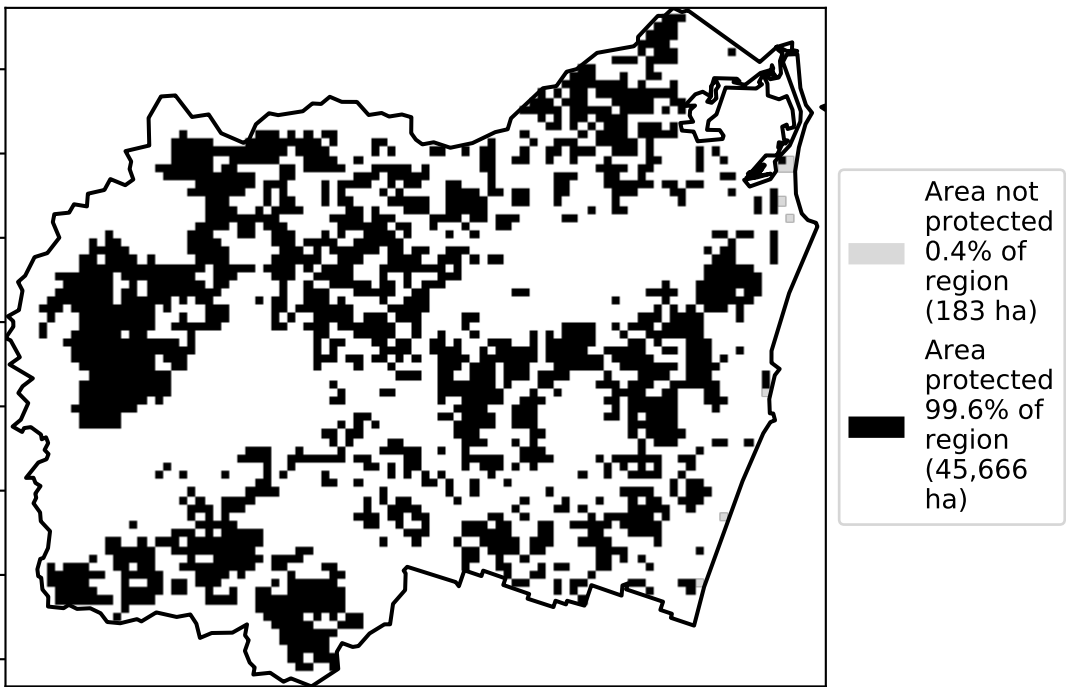 Area not
protected
0.4% of
region
(183 ha)
Area
protected
99.6% of
region
(45,666
ha)